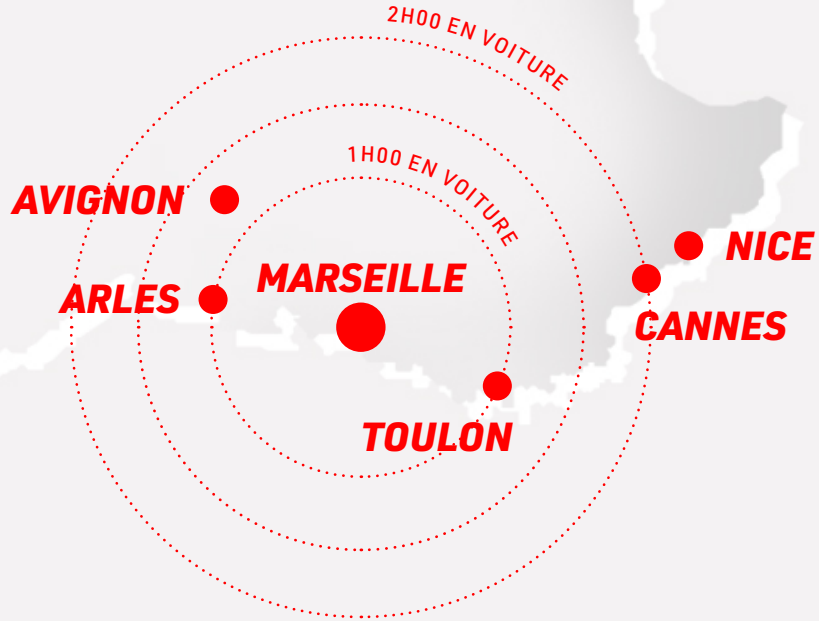 2H00 EN VOITURE
1H00 EN VOITURE
AVIGNON
NICE
MARSEILLE
ARLES
CANNES
TOULON